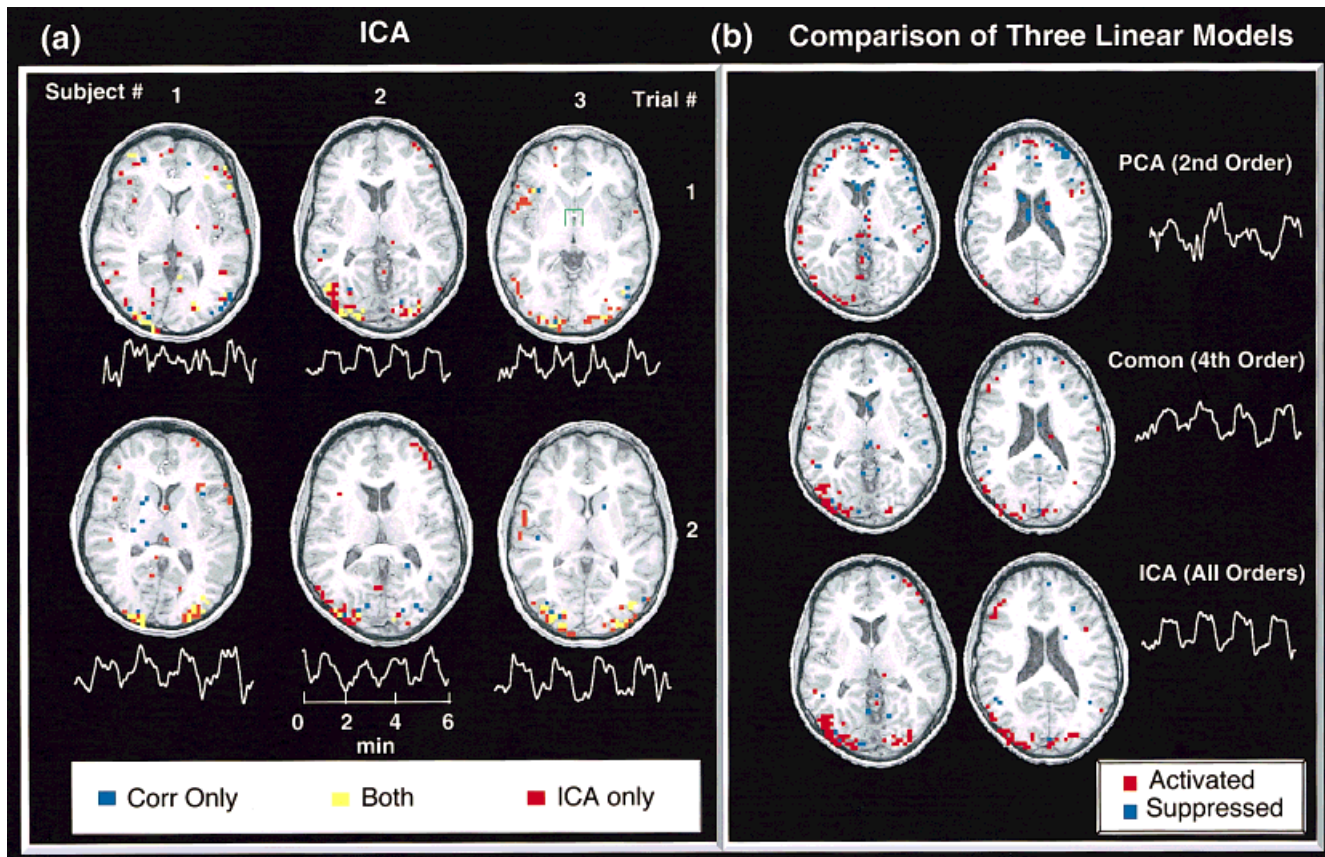 (a) ICA
(b) Comparison of Three Linear Models
Subject # 1 2 3 Trial #
1
2
0 2 4 6
min
Corr Only Both ICA only
PCA (2nd Order)
Comon (4th Order)
ICA (All Orders)
Activated
Suppressed